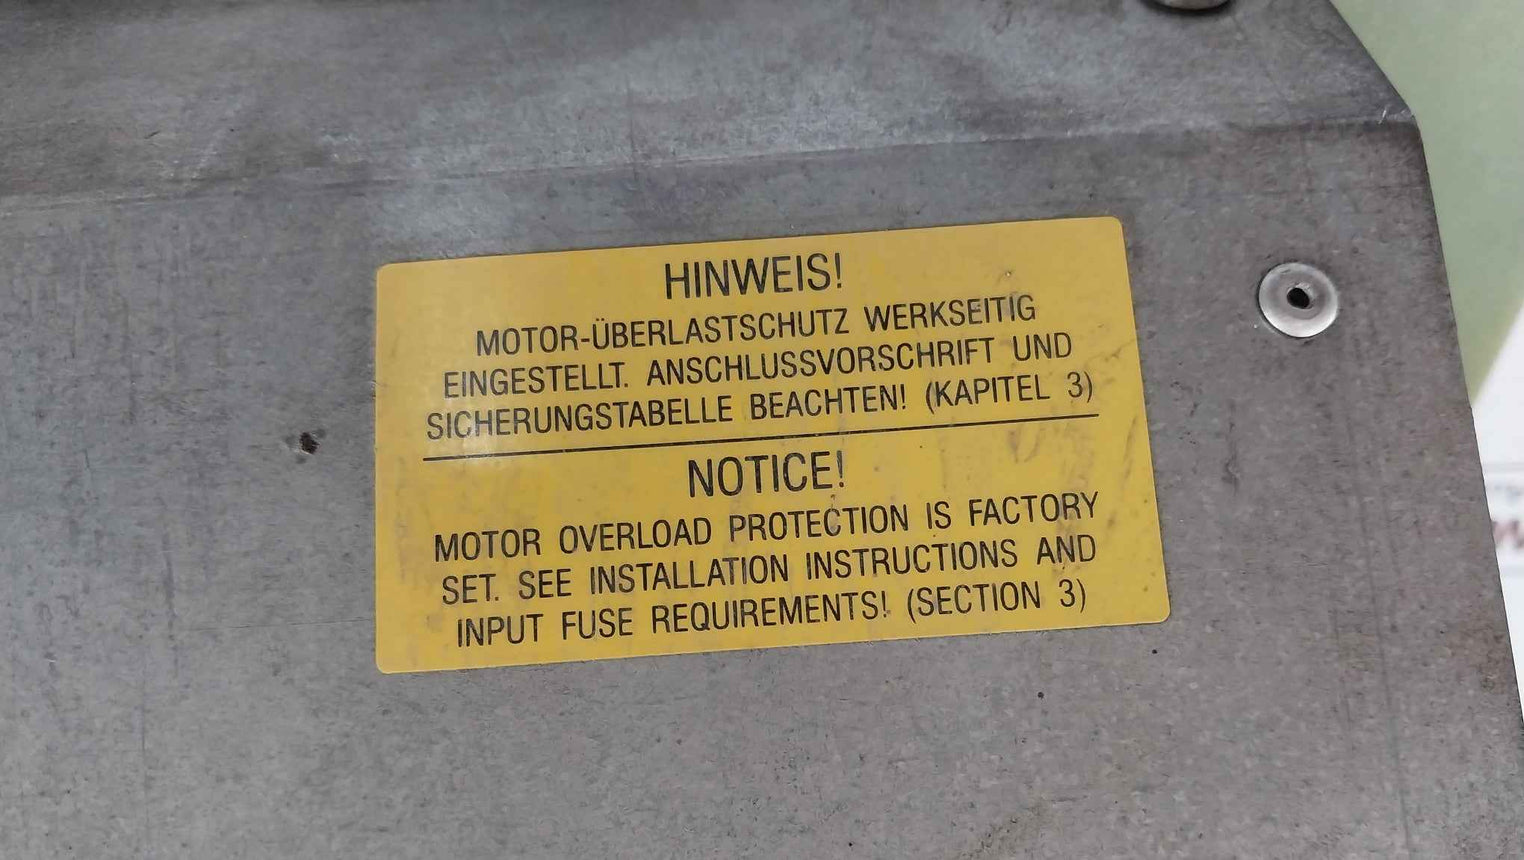 HINWEIS!
MOTOR-ÜBERLASTSCHUTZ WERKSEITIG
EINGESTELLT. ANSCHLUSSVORSCHRIFT UND
SICHERUNGSTABELLE BEACHTEN! (KAPITEL 3)
NOTICE!
MOTOR OVERLOAD PROTECTION IS FACTORY
SET. SEE INSTALLATION INSTRUCTIONS AND
INPUT FUSE REQUIREMENTS! (SECTION 3)